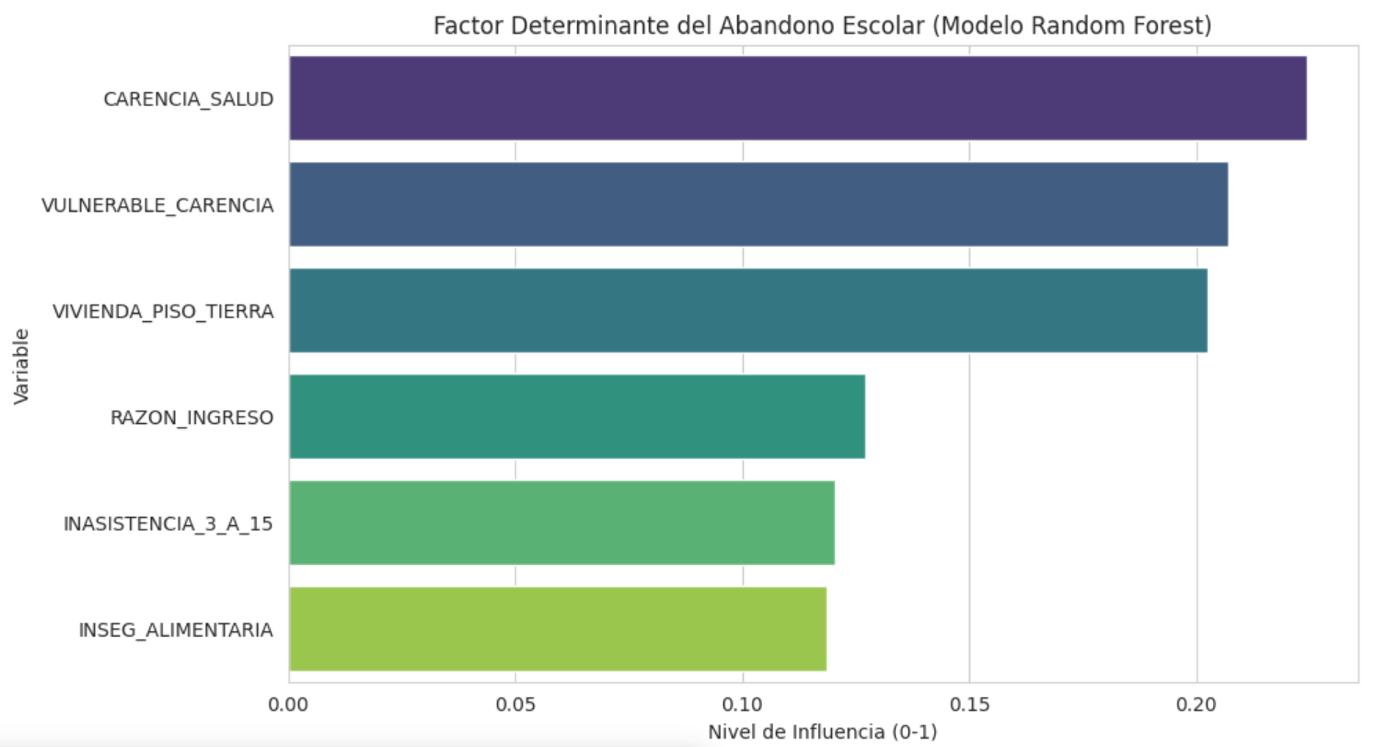 Factor Determinante del Abandono Escolar (Modelo Random Forest)
CARENCIA_SALUD
VULNERABLE_CARENCIA
VIVIENDA_PISO_TIERRA
RAZON_INGRESO
INASISTENCIA_3_A_15
INSEG_ALIMENTARIA
Variable
0.00 0.05 0.10 0.15 0.20
Nivel de Influencia (0-1)